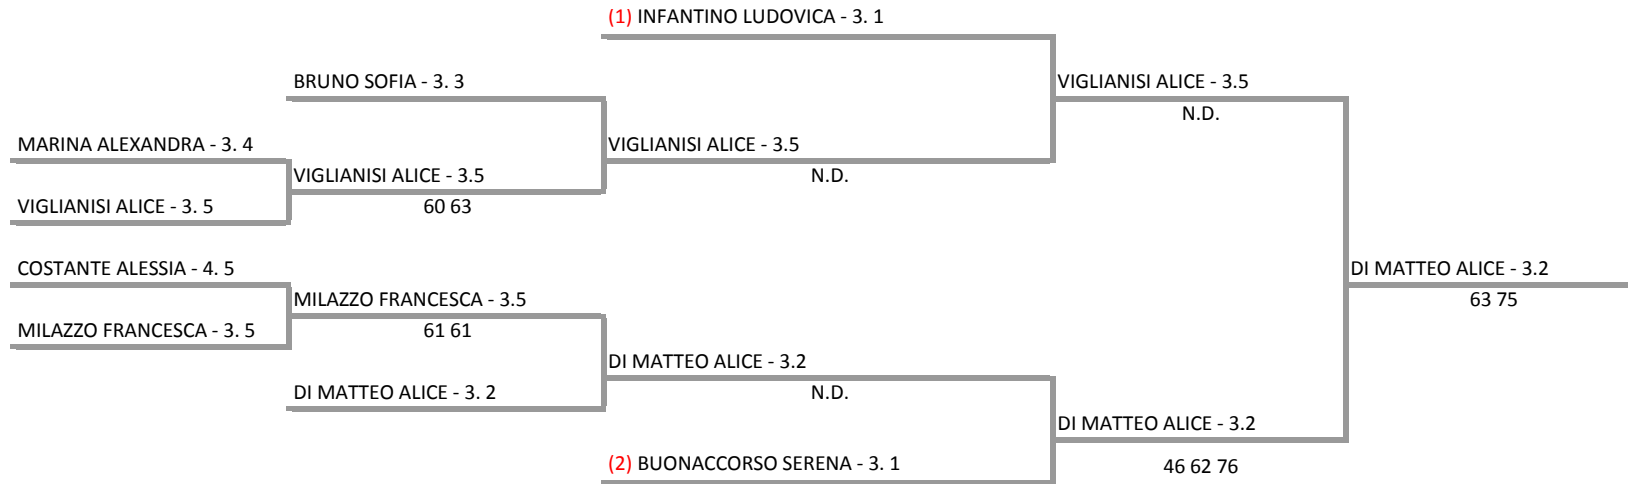 (1) INFANTINO LUDOVICA - 3. 1
BRUNO SOFIA - 3. 3
VIGLIANISI ALICE - 3.5
N.D.
MARINA ALEXANDRA - 3. 4
VIGLIANISI ALICE - 3.5
VIGLIANISI ALICE - 3.5
N.D.
VIGLIANISI ALICE - 3. 5
60 63
COSTANTE ALESSIA - 4. 5
DI MATTEO ALICE - 3.2
MILAZZO FRANCESCA - 3.5
63 75
MILAZZO FRANCESCA - 3. 5
61 61
DI MATTEO ALICE - 3.2
DI MATTEO ALICE - 3. 2
N.D.
DI MATTEO ALICE - 3.2
(2) BUONACCORSO SERENA - 3. 1
46 62 76